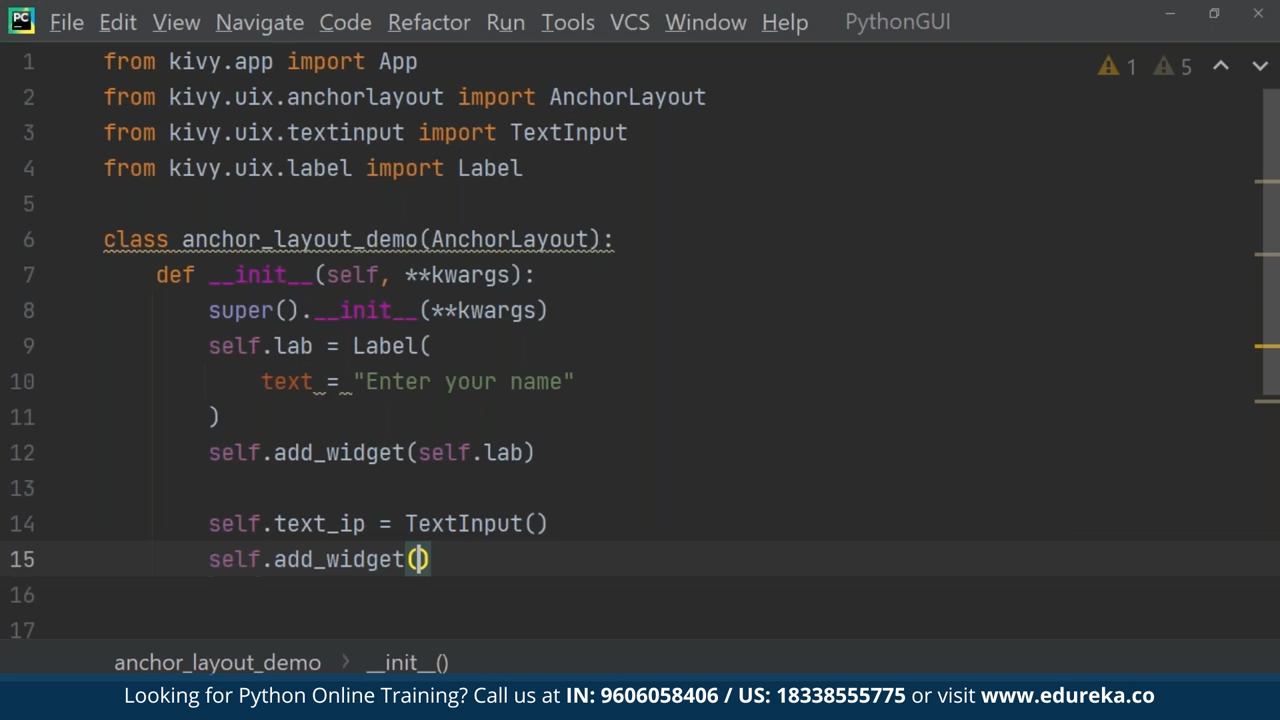 PC File Edit View Navigate Code Refactor Run Tools VCS Window Help PythonGUI
1 from kivy.app import App 1 5
2 from kivy.uix.anchorlayout import AnchorLayout
3 from kivy.uix.textinput import TextInput
4 from kivy.uix.label import Label
5
6 class anchor_layout_demo(AnchorLayout):
7 def __init__(self, **kwargs):
8 super().__init__(**kwargs)
9 self.lab = Label(
10 text = "Enter your name"
11 )
12 self.add_widget(self.lab)
13
14 self.text_ip = TextInput()
15 self.add_widget()
16
17
anchor_layout_demo › __init__()
Looking for Python Online Training? Call us at IN: 9606058406 / US: 18338555775 or visit www.edureka.co